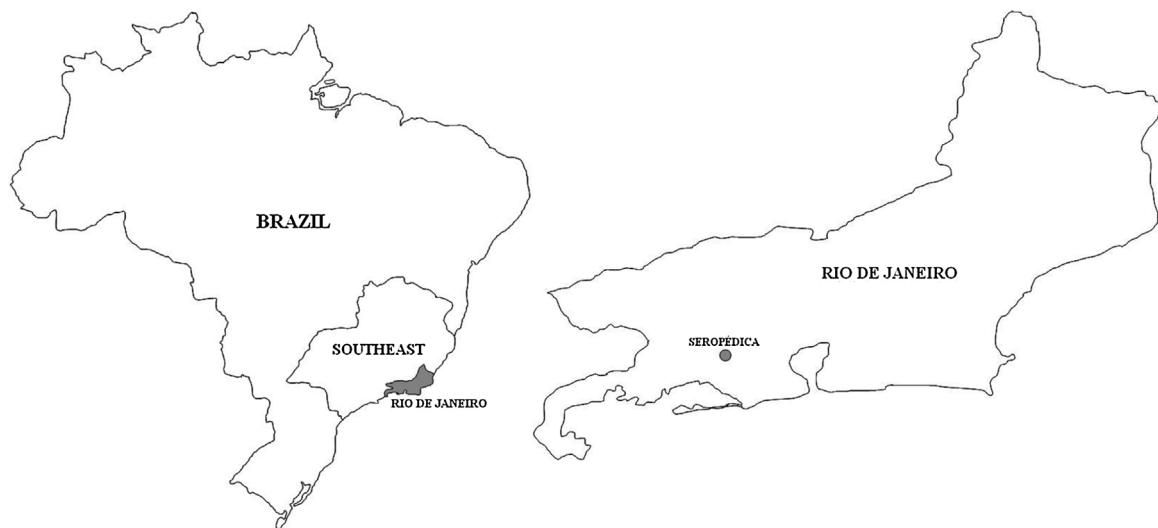 BRAZIL
SOUTHEAST
RIO DE JANEIRO
RIO DE JANEIRO
SEROPÉDICA